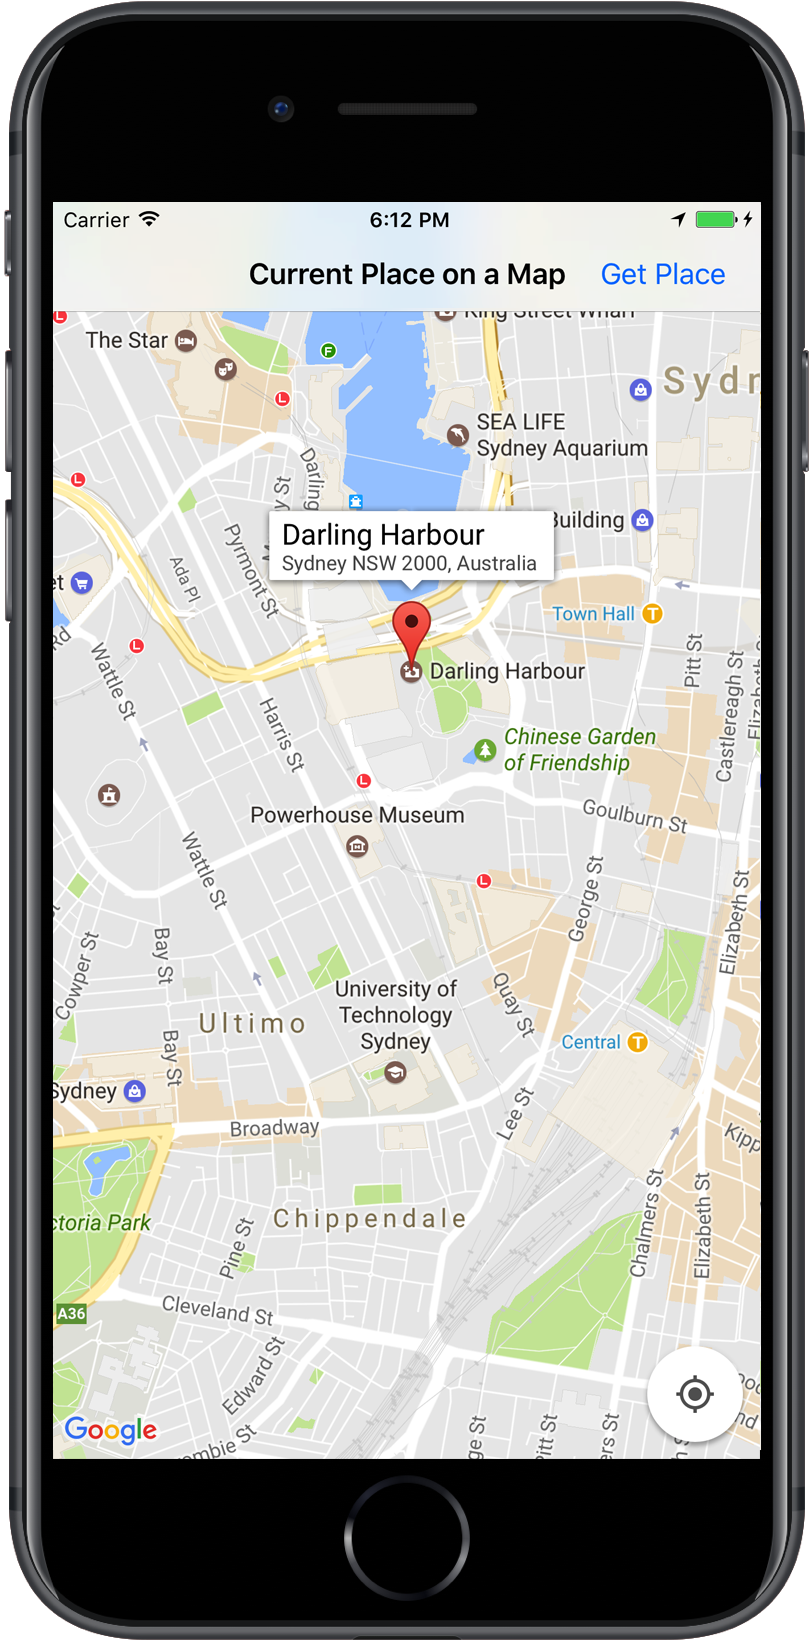 Carrier
6:12 PM
Current Place on a Map
Get Place
King Street Wharf
The Star
F
L
Sydn
L
SEA LIFE
Sydney Aquarium
L
Darling
Pyrmont St
Building
Darling Harbour
Sydney NSW 2000, Australia
Ada Pl
et
Town Hall
T
Rd
L
Wattle St
Pitt St
Darling Harbour
Castlereagh St
Elizabeth
Harris St
Chinese Garden
of Friendship
L
Powerhouse Museum
Goulburn St
Wattle St
L
George St
Elizabeth St
Bay St
Cowper St
University of
Technology
Sydney
Quay St
Ultimo
Central
T
Bay St
Sydney
Lee St
Broadway
Kipp
ctoria Park
Chippendale
Pine St
Chalmers St
Elizabeth St
A36
Cleveland St
Edward St
Google
ombie St
ge St
itt St
ers St
nd